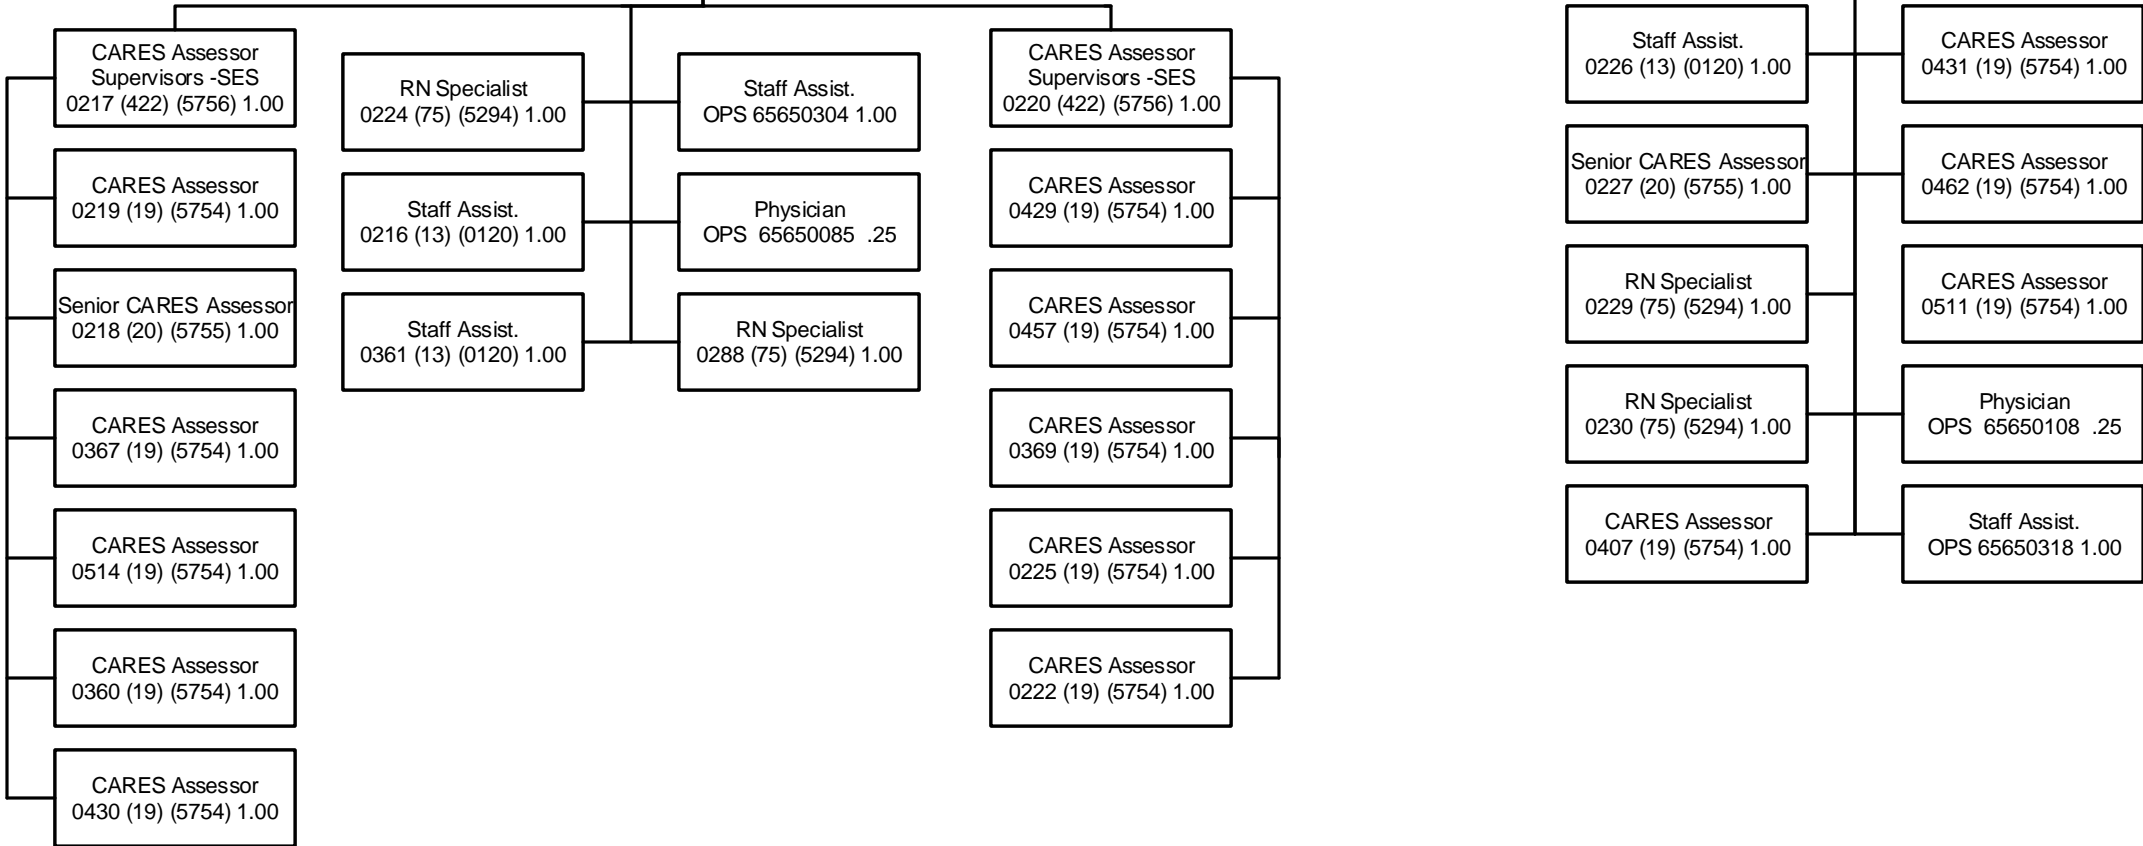 CARES Assessor
Supervisors -SES
0217 (422) (5756) 1.00
CARES Assessor
0219 (19) (5754) 1.00
Senior CARES Assessor
0218 (20) (5755) 1.00
CARES Assessor
0367 (19) (5754) 1.00
CARES Assessor
0514 (19) (5754) 1.00
CARES Assessor
0360 (19) (5754) 1.00
CARES Assessor
0430 (19) (5754) 1.00
RN Specialist
0224 (75) (5294) 1.00
Staff Assist.
0216 (13) (0120) 1.00
Staff Assist.
0361 (13) (0120) 1.00
Staff Assist.
OPS 65650304 1.00
Physician
OPS 65650085 .25
RN Specialist
0288 (75) (5294) 1.00
CARES Assessor
Supervisors -SES
0220 (422) (5756) 1.00
CARES Assessor
0429 (19) (5754) 1.00
CARES Assessor
0457 (19) (5754) 1.00
CARES Assessor
0369 (19) (5754) 1.00
CARES Assessor
0225 (19) (5754) 1.00
CARES Assessor
0222 (19) (5754) 1.00
Staff Assist.
0226 (13) (0120) 1.00
Senior CARES Assessor
0227 (20) (5755) 1.00
RN Specialist
0229 (75) (5294) 1.00
RN Specialist
0230 (75) (5294) 1.00
CARES Assessor
0407 (19) (5754) 1.00
CARES Assessor
0431 (19) (5754) 1.00
CARES Assessor
0462 (19) (5754) 1.00
CARES Assessor
0511 (19) (5754) 1.00
Physician
OPS 65650108 .25
Staff Assist.
OPS 65650318 1.00